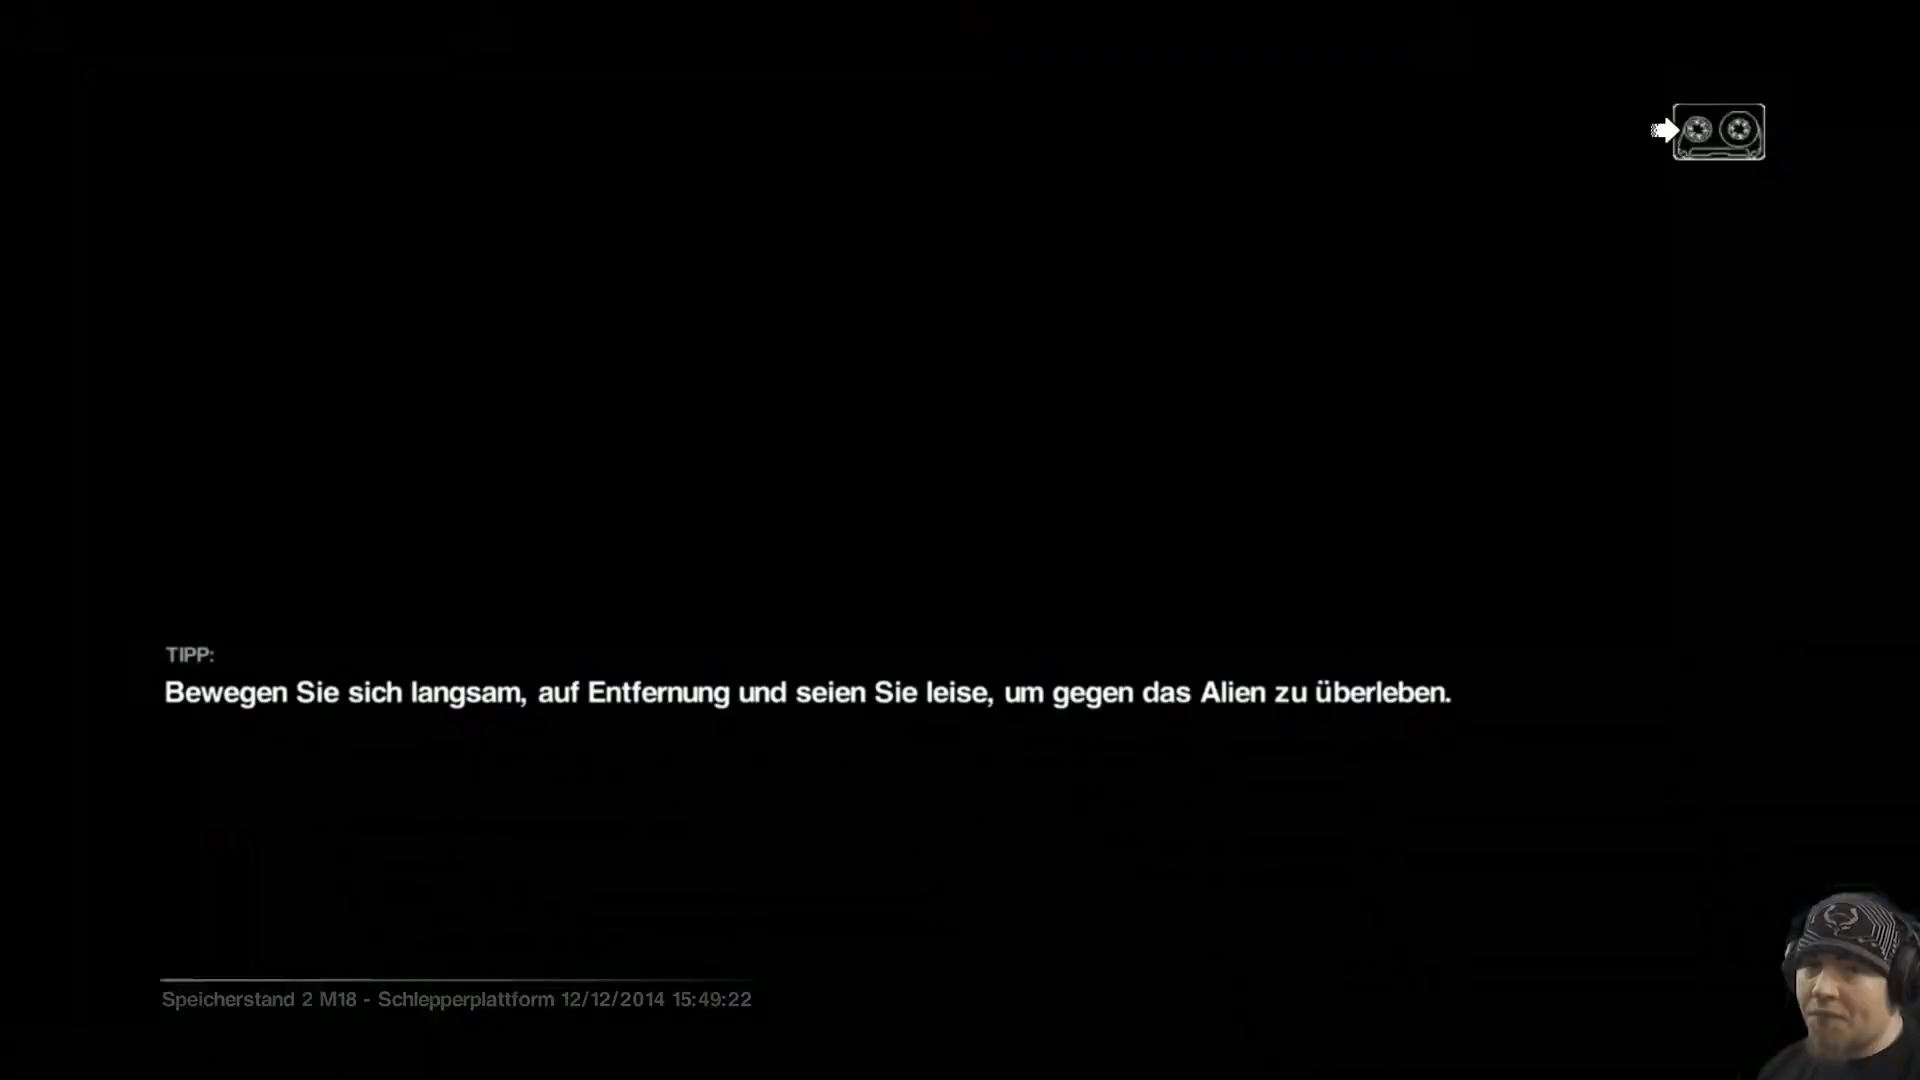 TIPP:
Bewegen Sie sich langsam, auf Entfernung und seien Sie leise, um gegen das Alien zu überleben.
Speicherstand 2 M18 - Schlepperplattform 12/12/2014 15:49:22